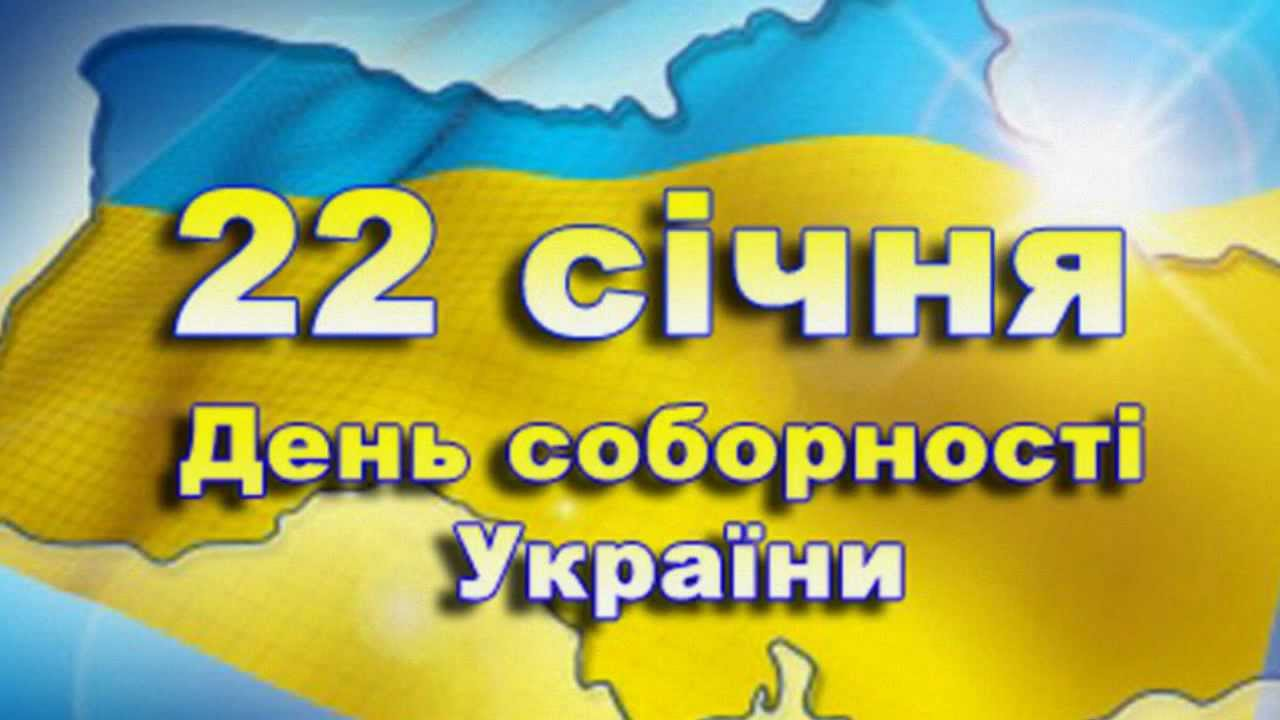 22 січня
День соборності
України